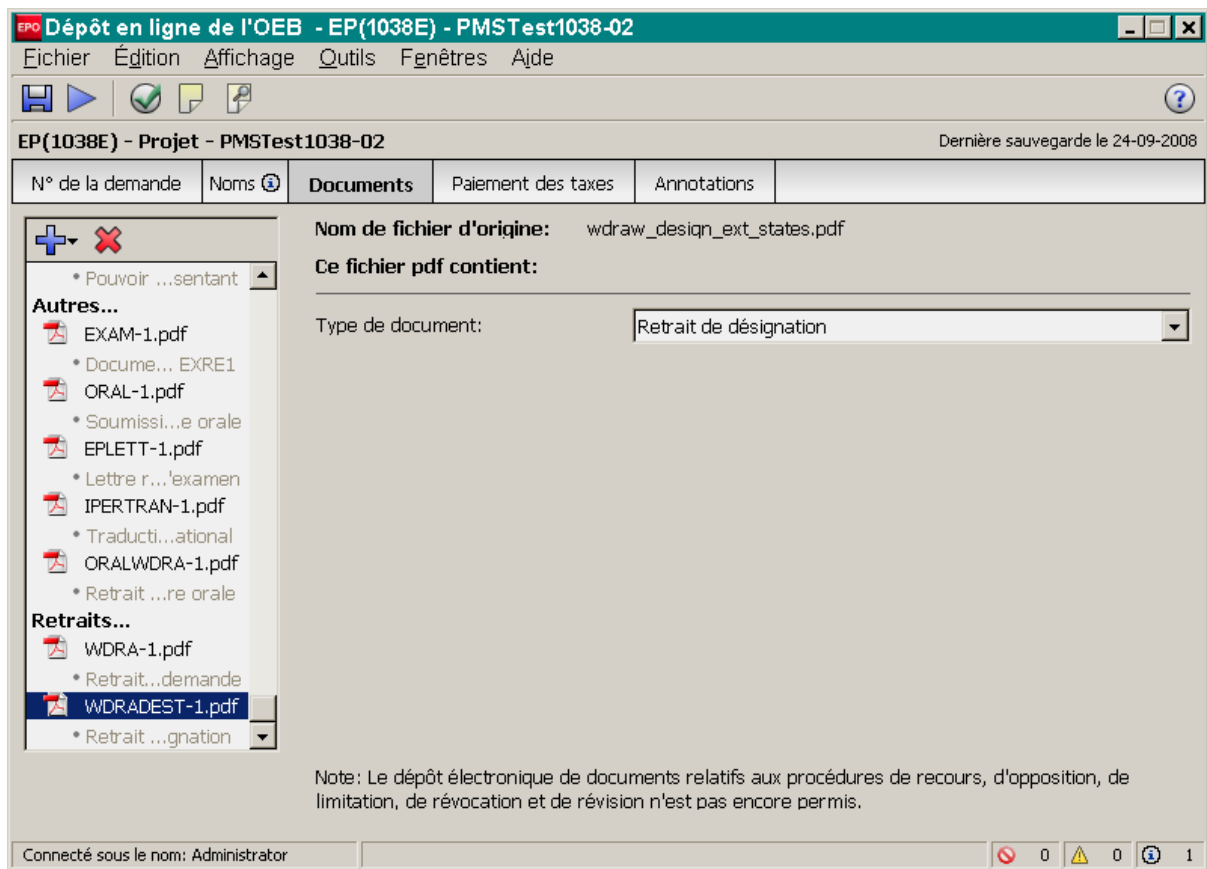 EPO Dépôt en ligne de l'OEB - EP(1038E) - PMSTest1038-02
Fichier Édition Affichage Outils Fenêtres Aide
EP(1038E) - Projet - PMSTest1038-02 Dernière sauvegarde le 24-09-2008
N° de la demande Noms Documents Paiement des taxes Annotations
Nom de fichier d'origine: wdraw_design_ext_states.pdf
Ce fichier pdf contient:
Type de document: Retrait de désignation
• Pouvoir ...sentant
Autres...
EXAM-1.pdf
• Docume... EXRE1
ORAL-1.pdf
• Soumissi...e orale
EPLETT-1.pdf
• Lettre r...'examen
IPERTRAN-1.pdf
• Traducti...ational
ORALWDRA-1.pdf
• Retrait ...re orale
Retraits...
WDRA-1.pdf
• Retrait...demande
WDRADEST-1.pdf
• Retrait ...gnation
Note: Le dépôt électronique de documents relatifs aux procédures de recours, d'opposition, de
limitation, de révocation et de révision n'est pas encore permis.
Connecté sous le nom: Administrator 0 0 1